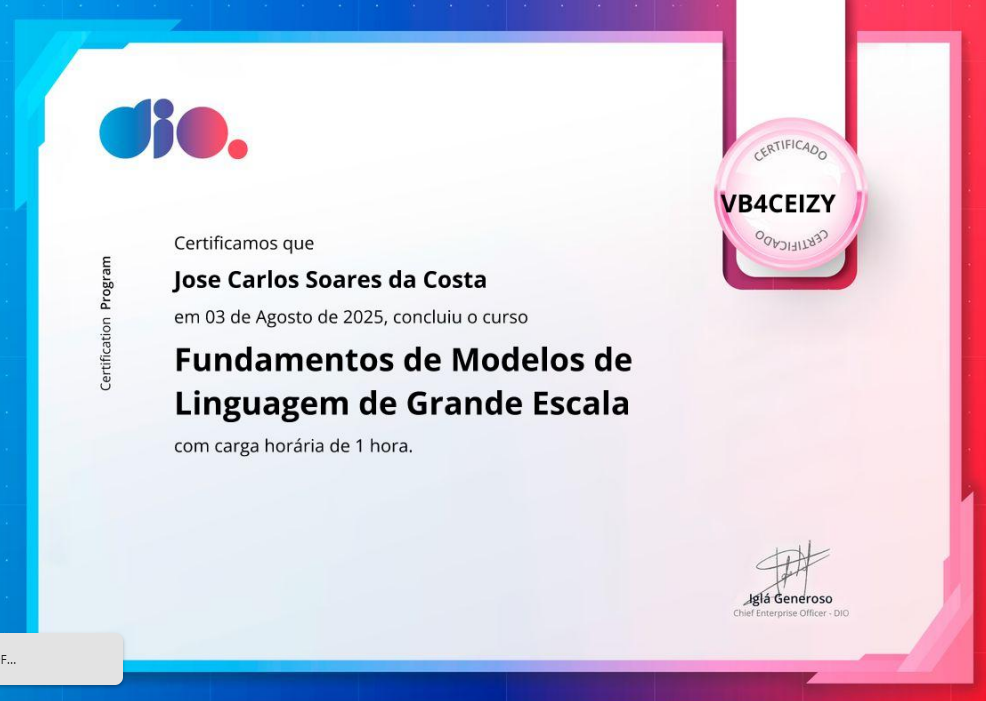 dio.
CERTIFICADO
VB4CEIZY
CERTIFICADO
Certification Program
Certificamos que
Jose Carlos Soares da Costa
em 03 de Agosto de 2025, concluiu o curso
Fundamentos de Modelos de
Linguagem de Grande Escala
com carga horária de 1 hora.
Iglá Generoso
Chief Enterprise Officer - DIO
F...